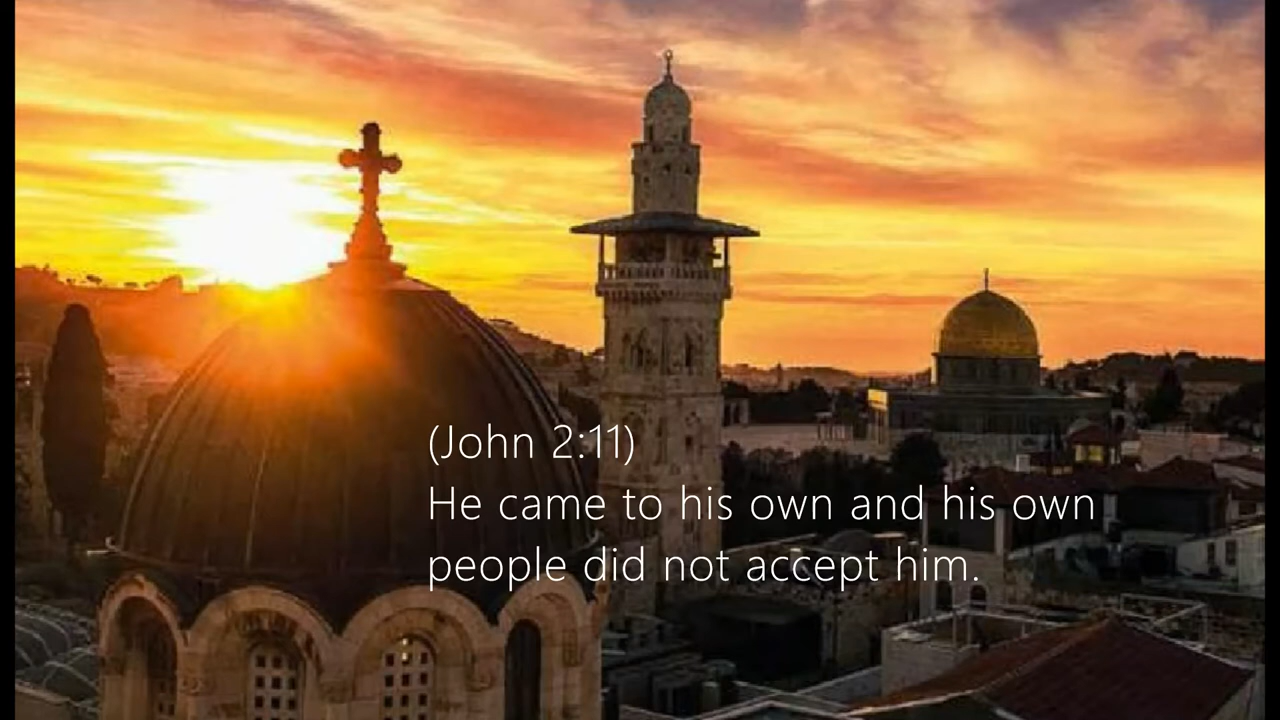 (John 2:11)
He came to his own and his own
people did not accept him.